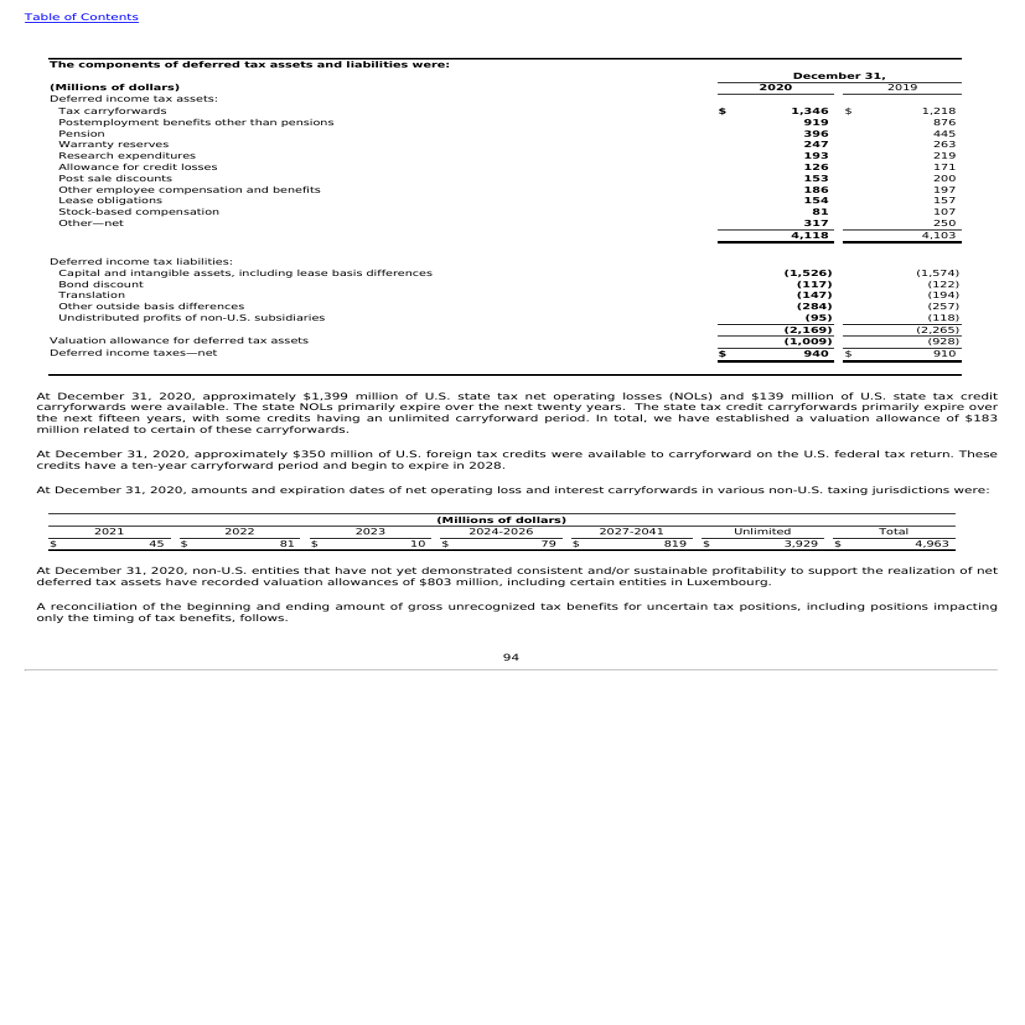 Table of Contents
The components of deferred tax assets and liabilities were:
December 31,
(Millions of dollars) 2020 2019
Deferred income tax assets:
Tax carryforwards $ 1,346 $ 1,218
Postemployment benefits other than pensions 919 876
Pension 396 445
Warranty reserves 247 263
Research expenditures 193 219
Allowance for credit losses 126 171
Post sale discounts 153 200
Other employee compensation and benefits 186 197
Lease obligations 154 157
Stock-based compensation 81 107
Other—net 317 250
4,118 4,103
Deferred income tax liabilities:
Capital and intangible assets, including lease basis differences (1,526) (1,574)
Bond discount (117) (122)
Translation (147) (194)
Other outside basis differences (284) (257)
Undistributed profits of non-U.S. subsidiaries (95) (118)
(2,169) (2,265)
Valuation allowance for deferred tax assets (1,009) (928)
Deferred income taxes—net $ 940 $ 910
At December 31, 2020, approximately $1,399 million of U.S. state tax net operating losses (NOLs) and $139 million of U.S. state tax credit
carryforwards were available. The state NOLs primarily expire over the next twenty years. The state tax credit carryforwards primarily expire over
the next fifteen years, with some credits having an unlimited carryforward period. In total, we have established a valuation allowance of $183
million related to certain of these carryforwards.
At December 31, 2020, approximately $350 million of U.S. foreign tax credits were available to carryforward on the U.S. federal tax return. These
credits have a ten-year carryforward period and begin to expire in 2028.
At December 31, 2020, amounts and expiration dates of net operating loss and interest carryforwards in various non-U.S. taxing jurisdictions were:
(Millions of dollars)
2021 2022 2023 2024-2026 2027-2041 Unlimited Total
$ 45 $ 81 $ 10 $ 79 $ 819 $ 3,929 $ 4,963
At December 31, 2020, non-U.S. entities that have not yet demonstrated consistent and/or sustainable profitability to support the realization of net
deferred tax assets have recorded valuation allowances of $803 million, including certain entities in Luxembourg.
A reconciliation of the beginning and ending amount of gross unrecognized tax benefits for uncertain tax positions, including positions impacting
only the timing of tax benefits, follows.
94